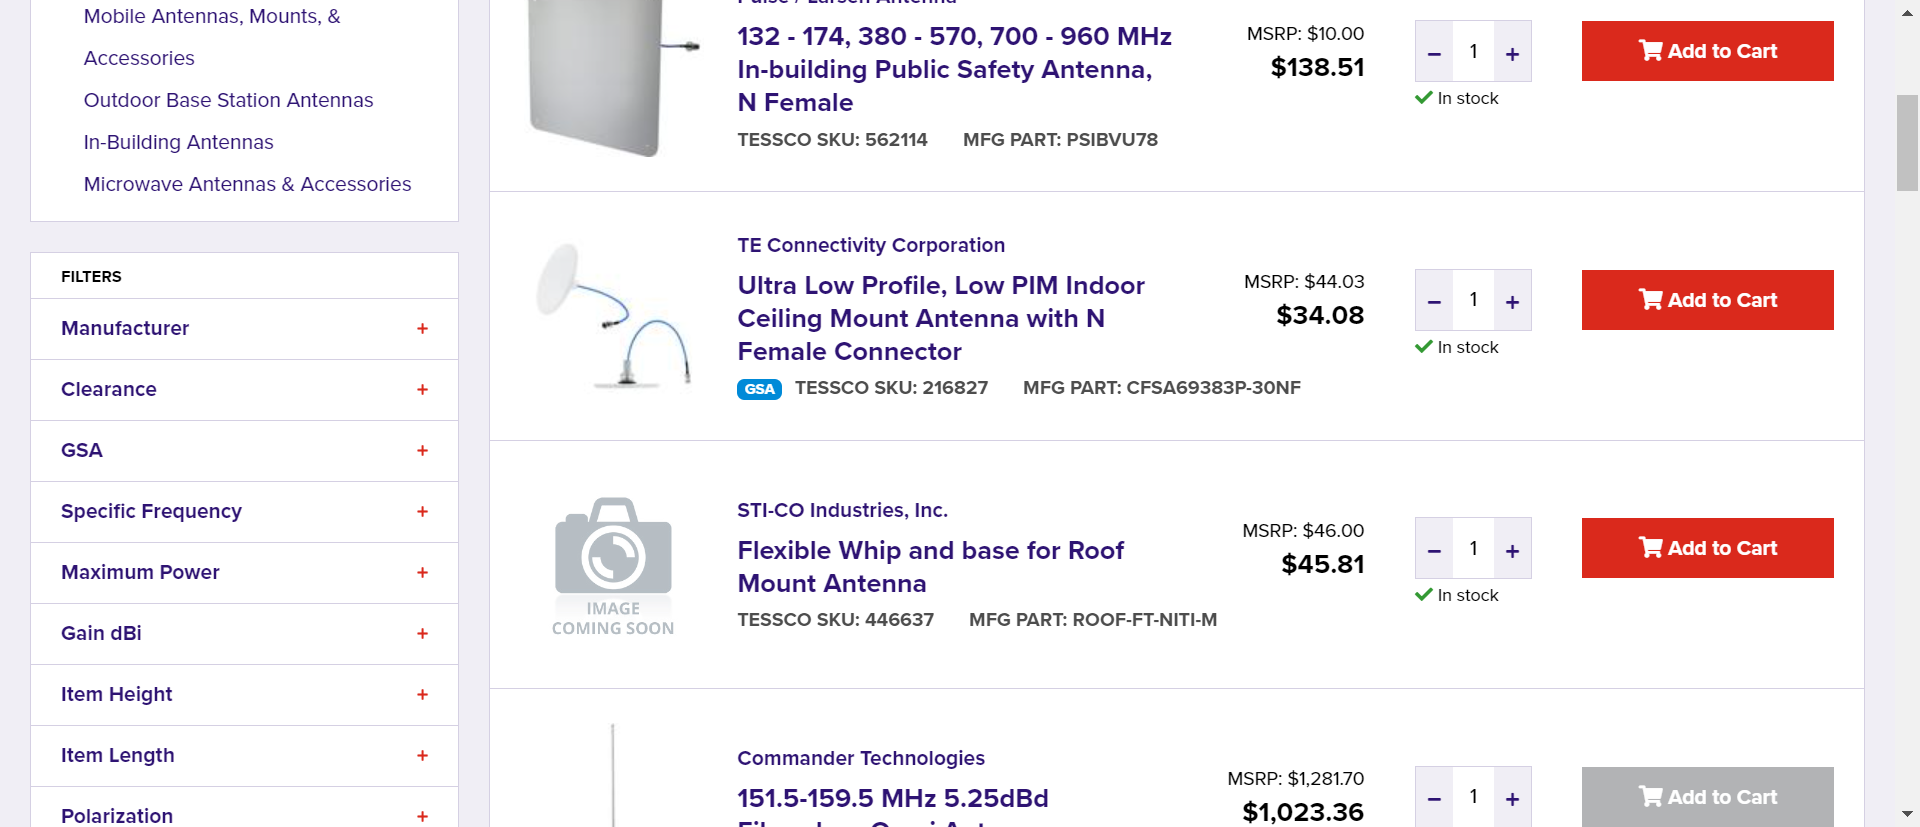 Mobile Antennas, Mounts, &
Accessories
Outdoor Base Station Antennas
In-Building Antennas
Microwave Antennas & Accessories
FILTERS
Manufacturer +
Clearance +
GSA +
Specific Frequency +
Maximum Power +
Gain dBi +
Item Height +
Item Length +
Polarization +
Pulse / Larsen Antenna
132 - 174, 380 - 570, 700 - 960 MHz
In-building Public Safety Antenna,
N Female
TESSCO SKU: 562114 MFG PART: PSIBVU78
MSRP: $10.00
$138.51
− 1 +
In stock
Add to Cart
TE Connectivity Corporation
Ultra Low Profile, Low PIM Indoor
Ceiling Mount Antenna with N
Female Connector
GSA TESSCO SKU: 216827 MFG PART: CFSA69383P-30NF
MSRP: $44.03
$34.08
− 1 +
In stock
Add to Cart
IMAGE
COMING SOON
STI-CO Industries, Inc.
Flexible Whip and base for Roof
Mount Antenna
TESSCO SKU: 446637 MFG PART: ROOF-FT-NITI-M
MSRP: $46.00
$45.81
− 1 +
In stock
Add to Cart
Commander Technologies
151.5-159.5 MHz 5.25dBd
MSRP: $1,281.70
$1,023.36
− 1 +
Add to Cart